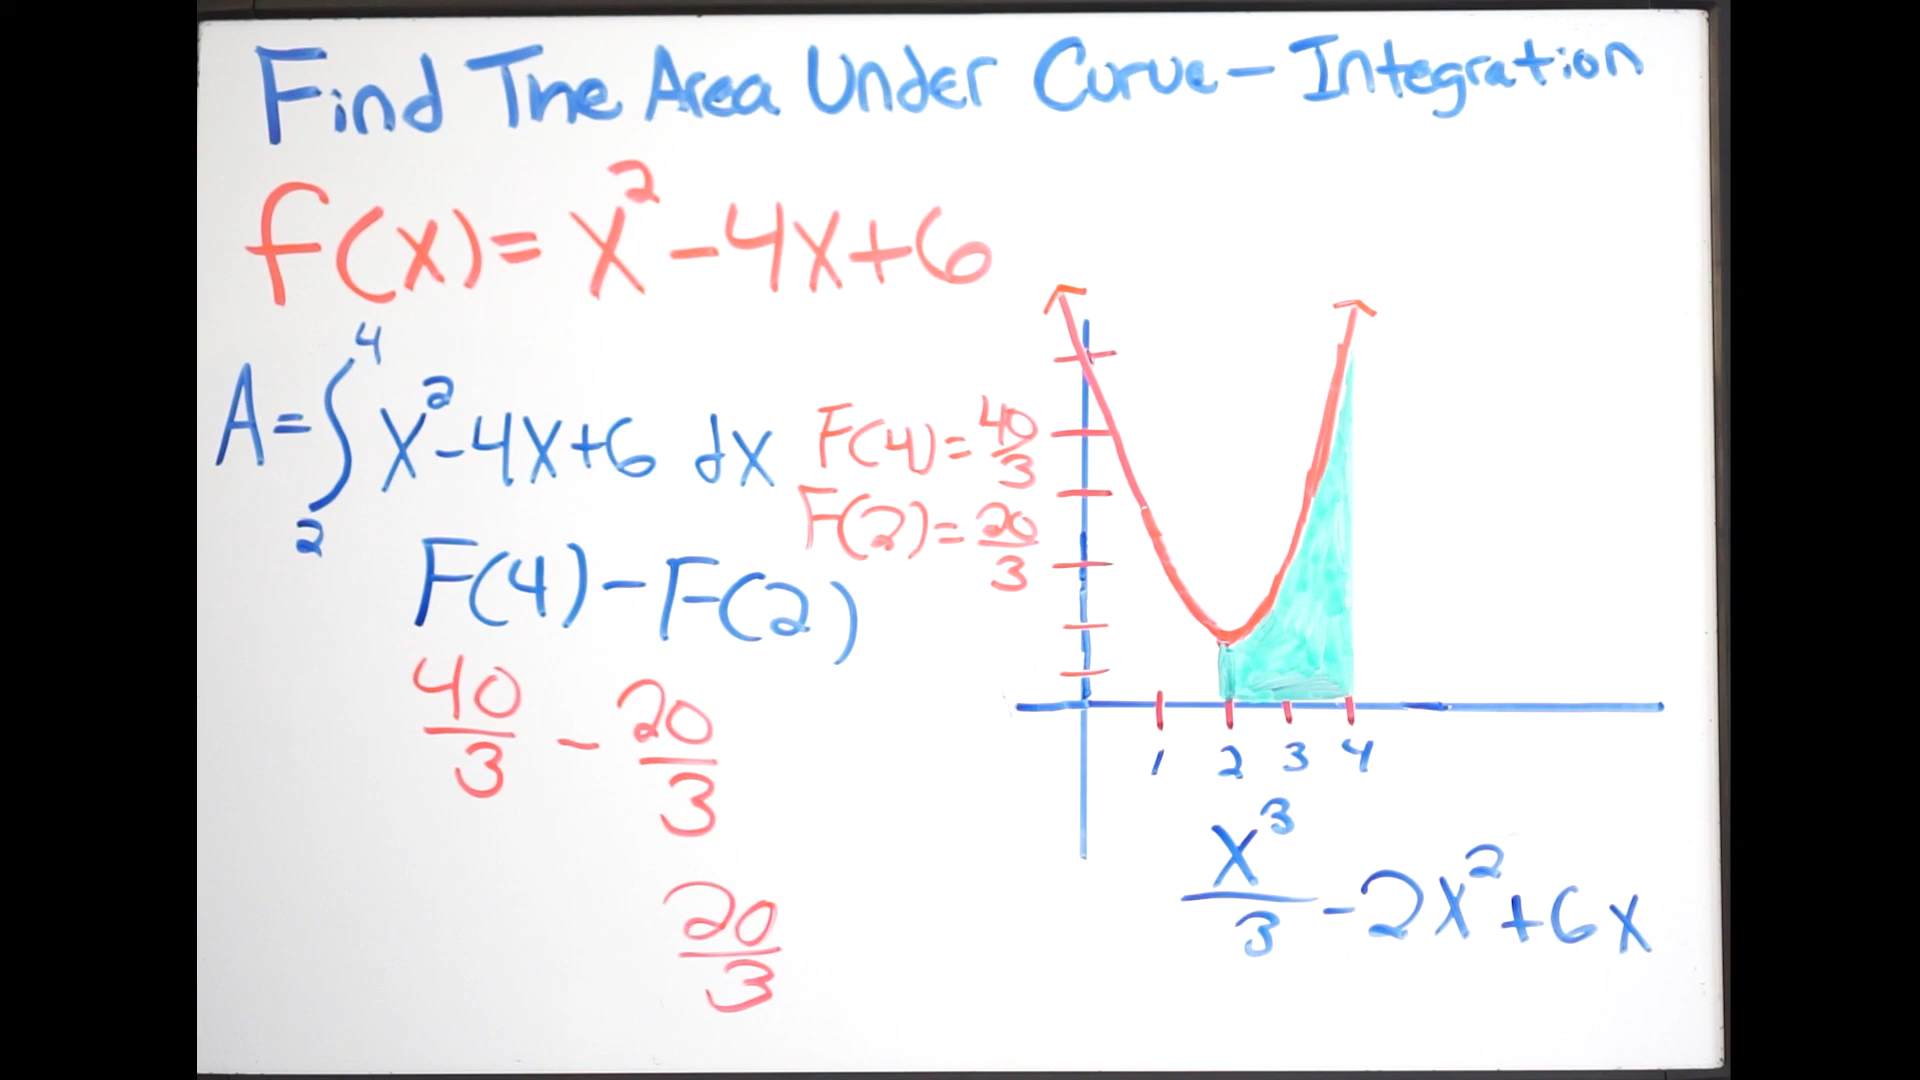 Find The Area Under Curve - Integration
f(x) = x² - 4x + 6
A = ∫₂⁴ x² - 4x + 6 dx
F(4) = 40/3
F(2) = 20/3
F(4) - F(2)
40/3 - 20/3
20/3
1 2 3 4
x³/3 - 2x² + 6x